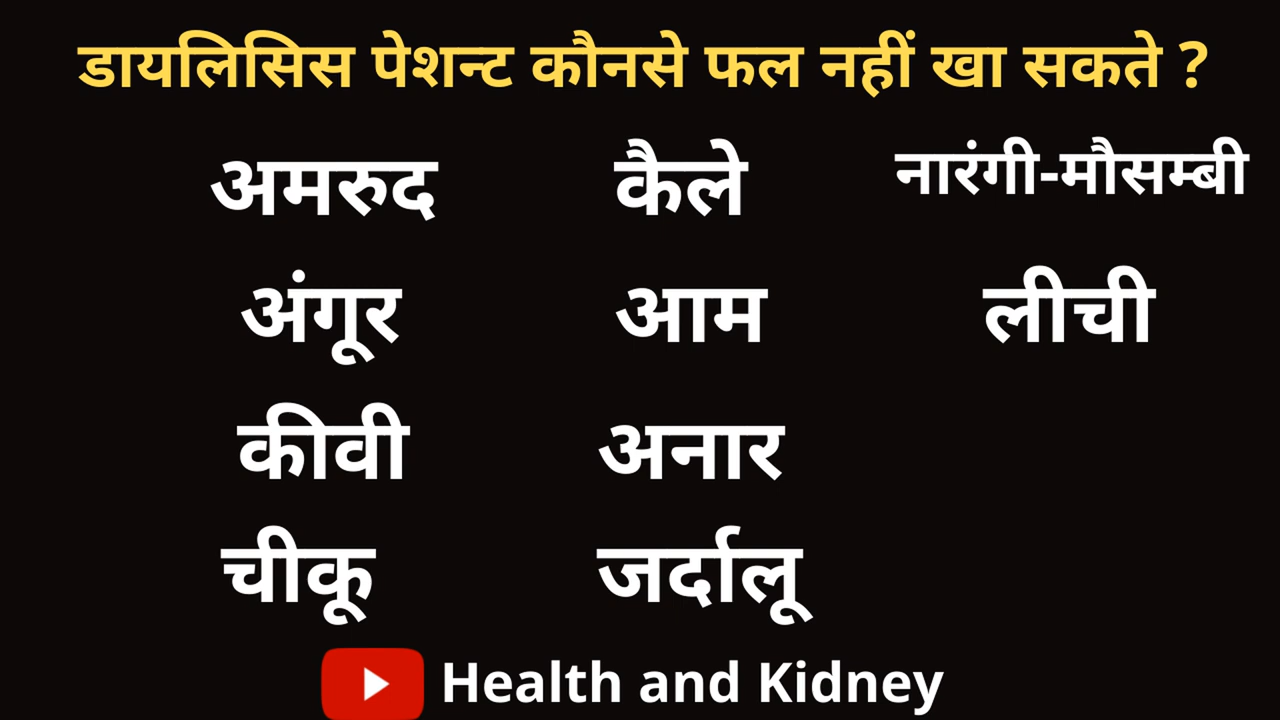 डायलिसिस पेशन्ट कौनसे फल नहीं खा सकते ?
अमरुद कैले नारंगी-मौसम्बी
अंगूर आम लीची
कीवी अनार
चीकू जर्दालू
Health and Kidney